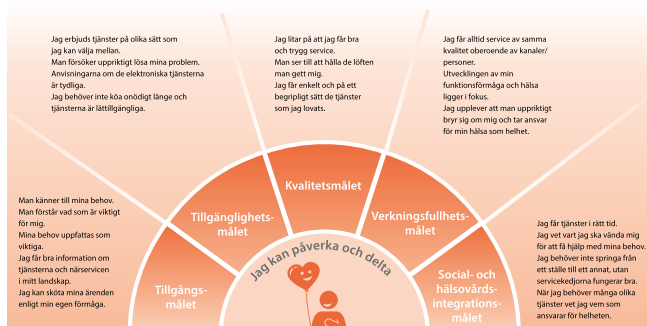 Jag erbjuds tjänster på olika sätt som
jag kan välja mellan.
Man försöker uppriktigt lösa mina problem.
Anvisningarna om de elektroniska tjänsterna
är tydliga.
Jag behöver inte köa onödigt länge och
tjänsterna är lättillgängliga.
Jag litar på att jag får bra
och trygg service.
Man ser till att hålla de löften
man gett mig.
Jag får enkelt och på ett
begripligt sätt de tjänster
som jag lovats.
Jag får alltid service av samma
kvalitet oberoende av kanaler/
personer.
Utvecklingen av min
funktionsförmåga och hälsa
ligger i fokus.
Jag upplever att man uppriktigt
bryr sig om mig och tar ansvar
för min hälsa som helhet.
Man känner till mina behov.
Man förstår vad som är viktigt
för mig.
Mina behov uppfattas som
viktiga.
Jag får bra information om
tjänsterna och närservicen
i mitt landskap.
Jag kan sköta mina ärenden
enligt min egen förmåga.
Tillgångs-
målet
Tillgänglighets-
målet
Kvalitetsmålet
Verkningsfullhets-
målet
Social- och
hälsovårds-
integrations-
målet
Jag kan påverka och delta
Jag får tjänster i rätt tid.
Jag vet vart jag ska vända mig
för att få hjälp med mina behov.
Jag behöver inte springa från
ett ställe till ett annat, utan
servicekedjorna fungerar bra.
När jag behöver många olika
tjänster vet jag vem som
ansvarar för helheten.